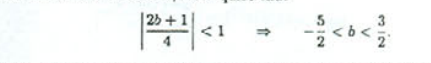 |2b + 1 / 4| < 1 ⇒ -5/2 < b < 3/2.